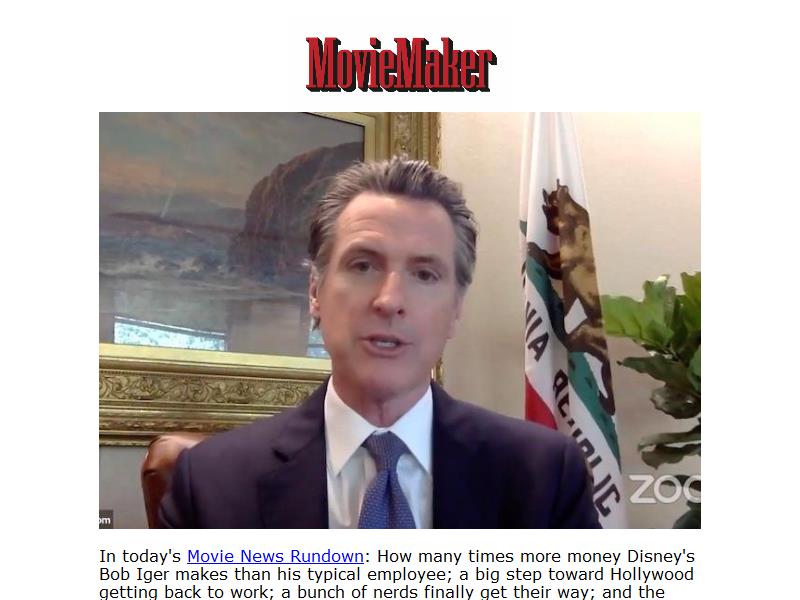 MovieMaker
NIA REPUBLIC
ZOO
om
In today's Movie News Rundown: How many times more money Disney's
Bob Iger makes than his typical employee; a big step toward Hollywood
getting back to work; a bunch of nerds finally get their way; and the